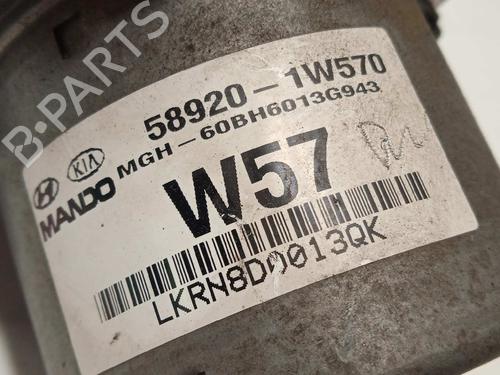 B-PARTS
58920-1W570
KIA
MGH-60BH6013G943
MANDO
W57
LKRN8D0013QK